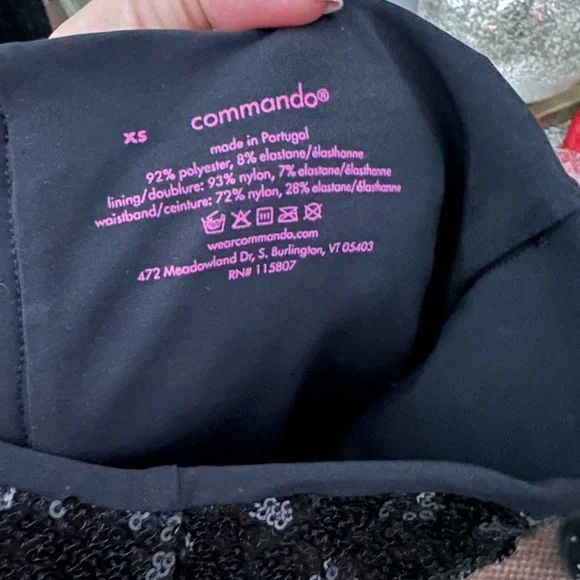 commando®
XS
made in Portugal
92% polyester, 8% elastane/élasthanne
lining/doublure: 93% nylon, 7% elastane/élasthanne
waistband/ceinture: 72% nylon, 28% elastane/élasthanne
wearcommando.com
472 Meadowland Dr, S. Burlington, VT 05403
RN# 115807